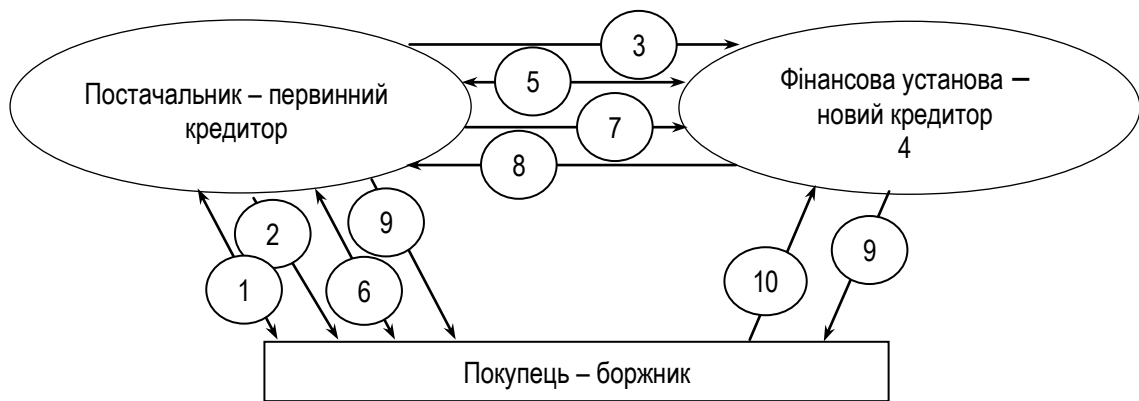 3
Постачальник – первинний
кредитор
5
Фінансова установа –
новий кредитор
4
7
8
2
9
1
6
10
9
Покупець – боржник